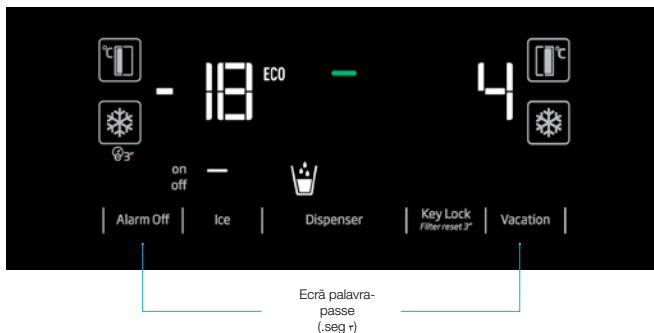 °C °C
- 18 ECO 4
3"
on
off
Alarm Off Ice Dispenser Key Lock Vacation
Filter reset 3"
Ecrã palavra-
passe
(.seg ٣)